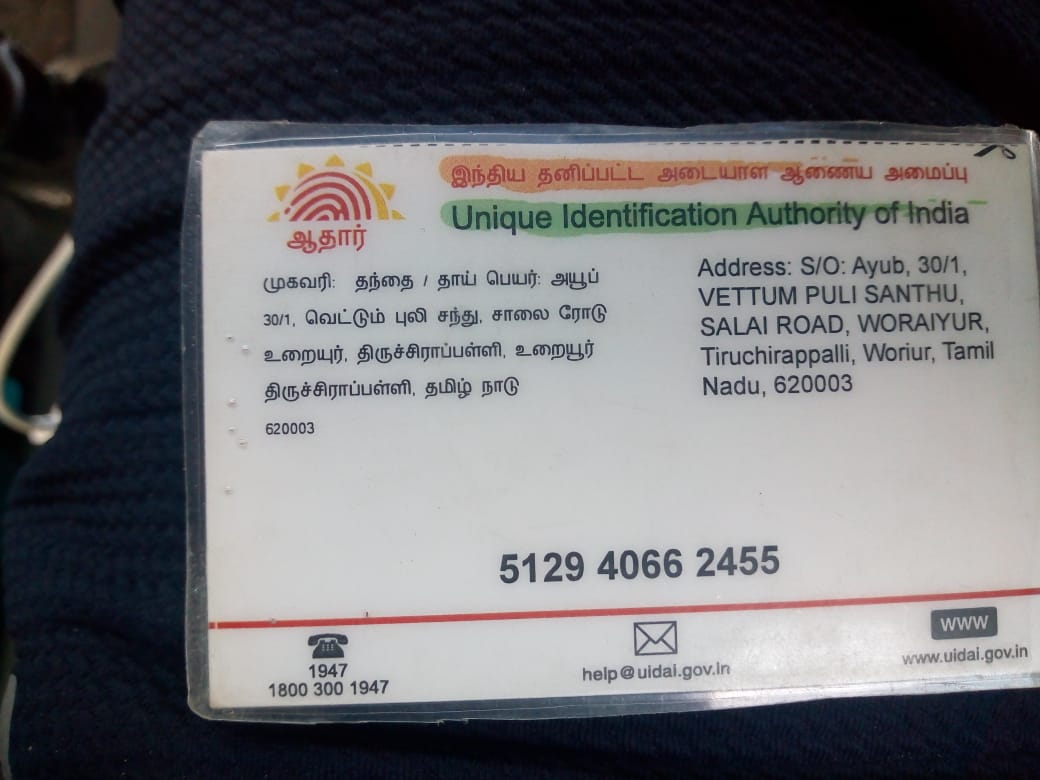 ஆதார்
இந்திய தனிப்பட்ட அடையாள ஆணைய அமைப்பு
Unique Identification Authority of India
முகவரி: தந்தை / தாய் பெயர்: அயூப்
30/1, வெட்டும் புலி சந்து, சாலை ரோடு
உறையுர், திருச்சிராப்பள்ளி, உறையூர்
திருச்சிராப்பள்ளி, தமிழ் நாடு
620003
Address: S/O: Ayub, 30/1,
VETTUM PULI SANTHU,
SALAI ROAD, WORAIYUR,
Tiruchirappalli, Woriur, Tamil
Nadu, 620003
5129 4066 2455
1947
1800 300 1947
help@uidai.gov.in
www
www.uidai.gov.in